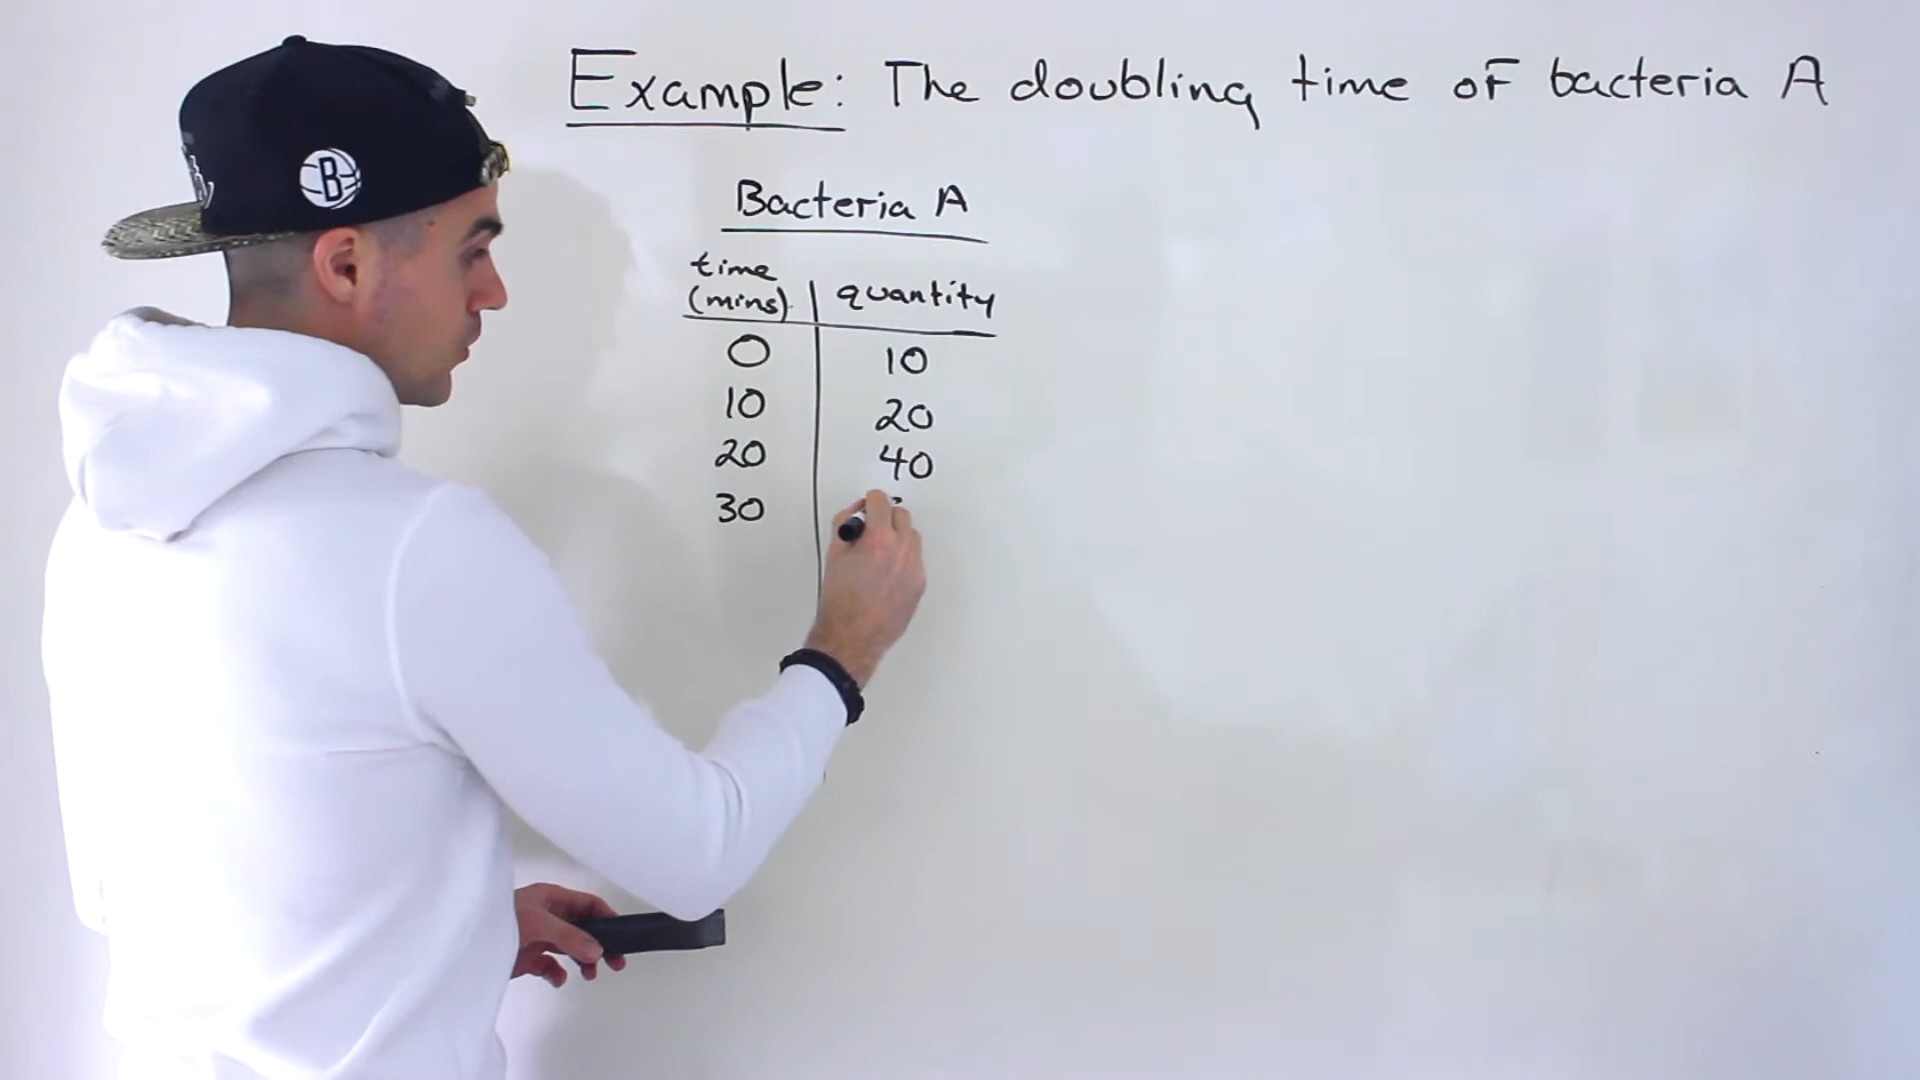 Example: The doubling time of bacteria A
Bacteria A
time
(mins) quantity
0 10
10 20
20 40
30
B